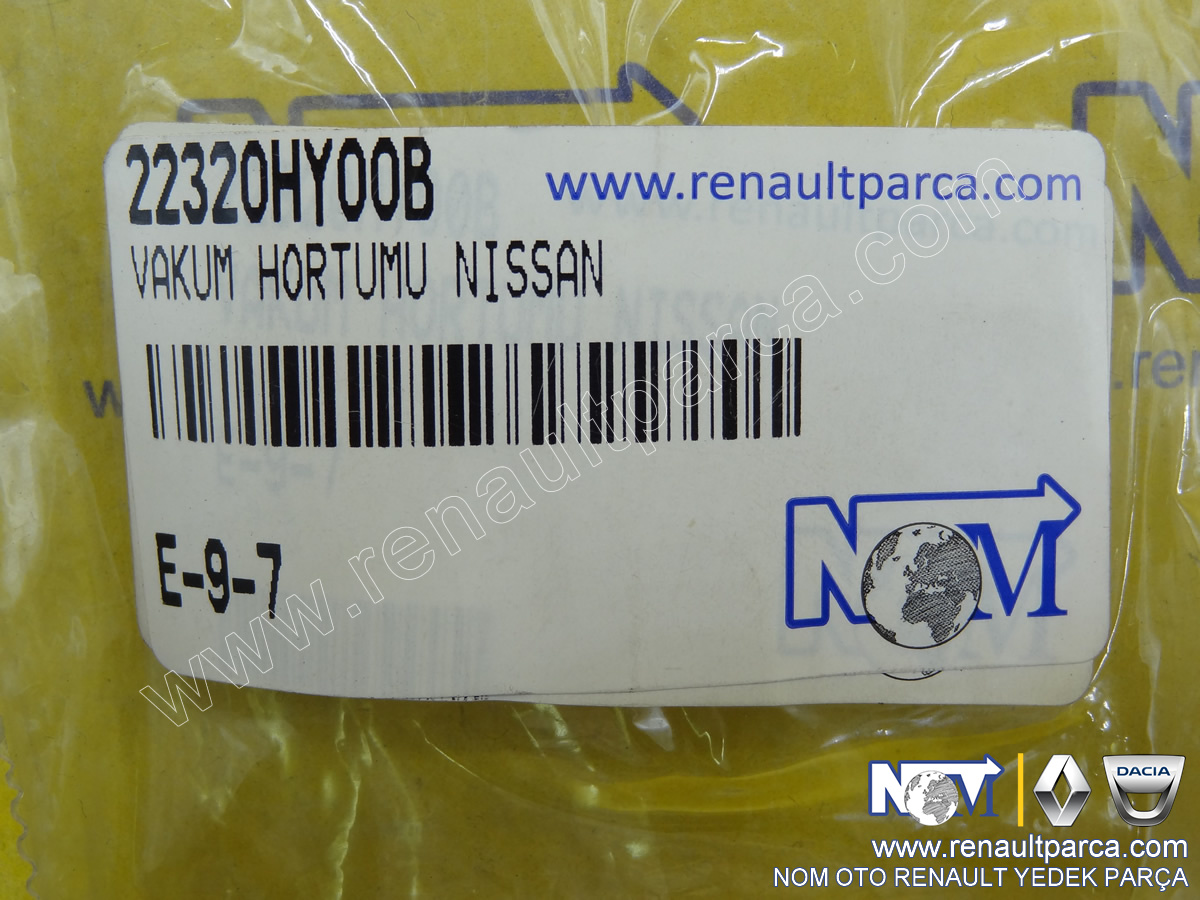 22320HY00B
www.renaultparca.com
VAKUM HORTUMU NISSAN
E-9-7
NOM
www.renaultparca.com
NOM
DACIA
www.renaultparca.com
NOM OTO RENAULT YEDEK PARÇA